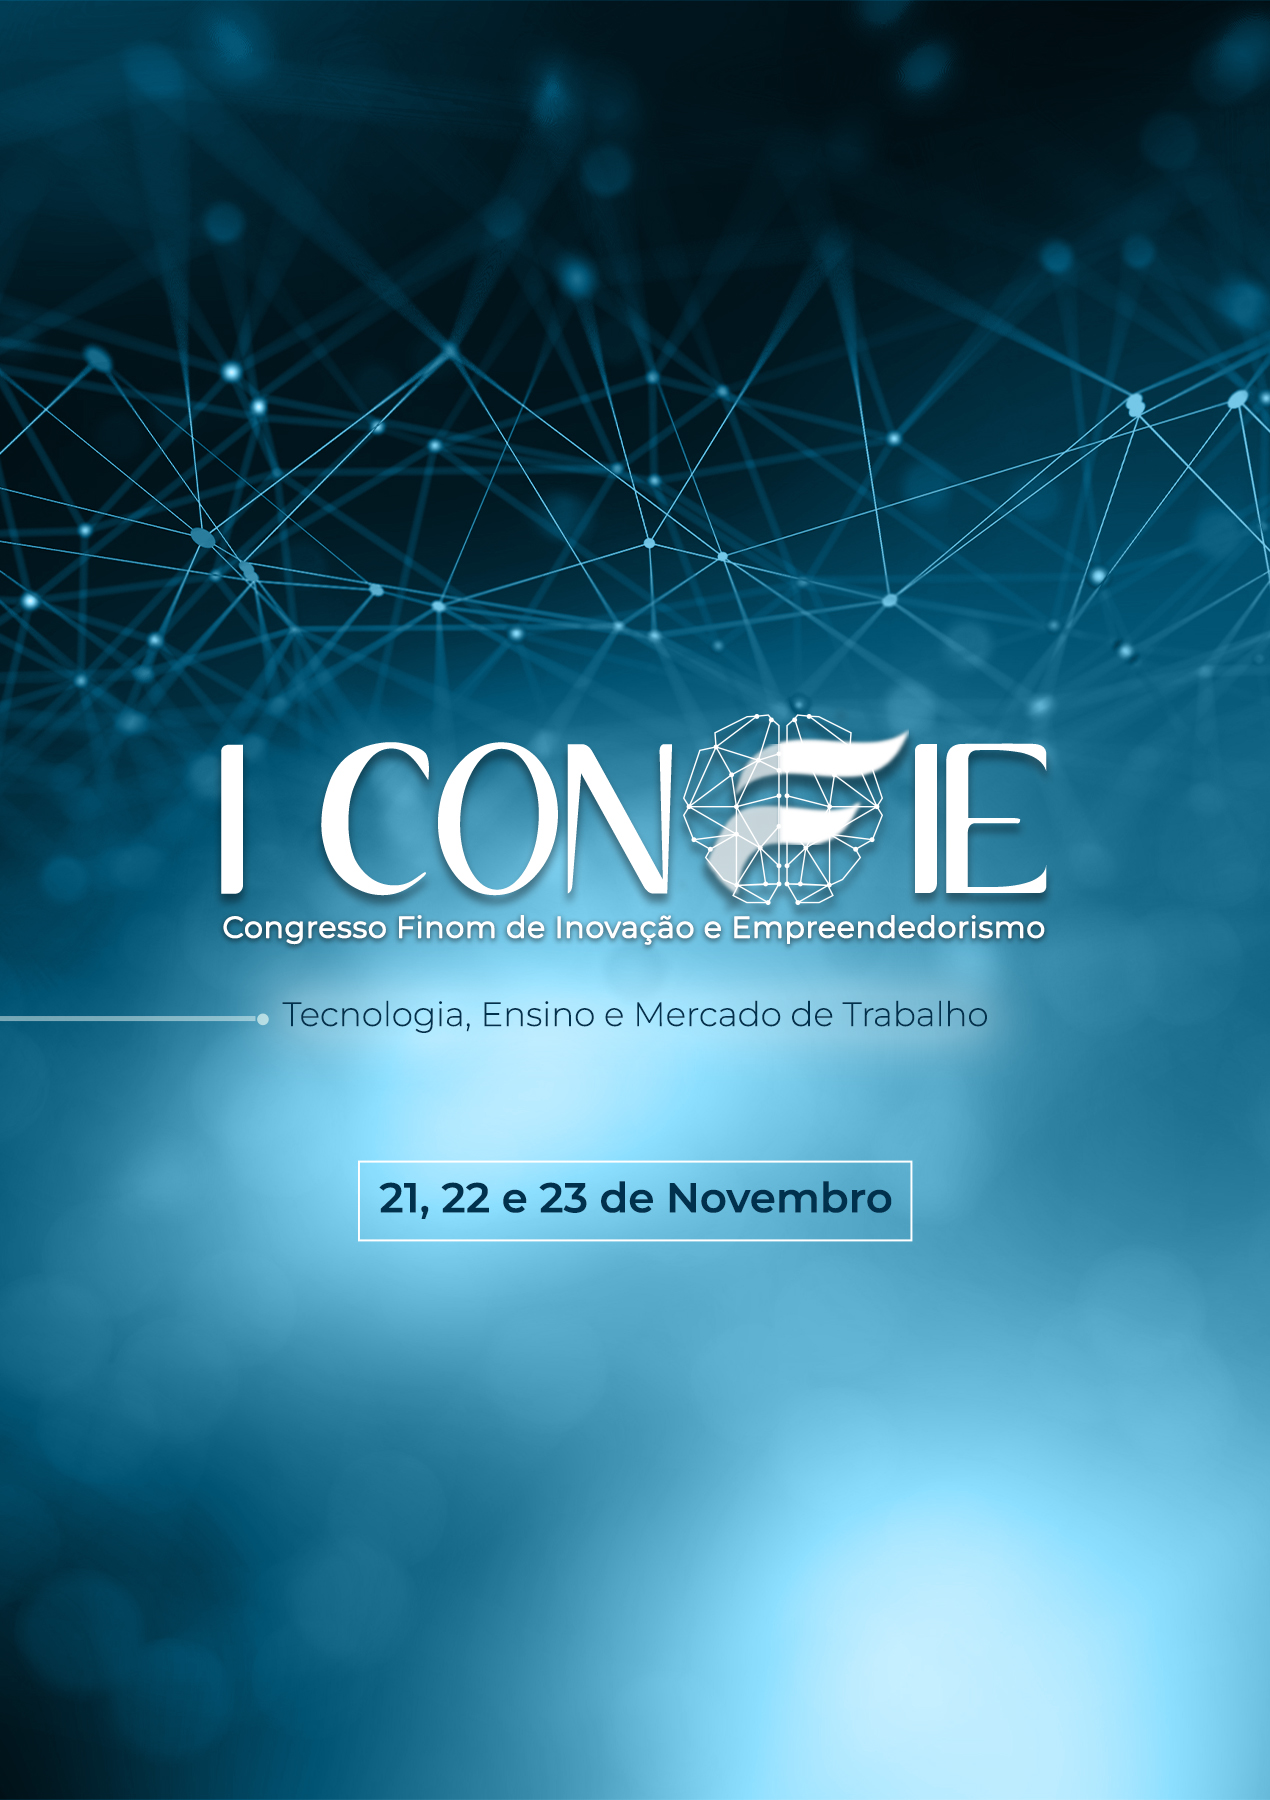 I CONFIE
Congresso Finom de Inovação e Empreendedorismo
Tecnologia, Ensino e Mercado de Trabalho
21, 22 e 23 de Novembro